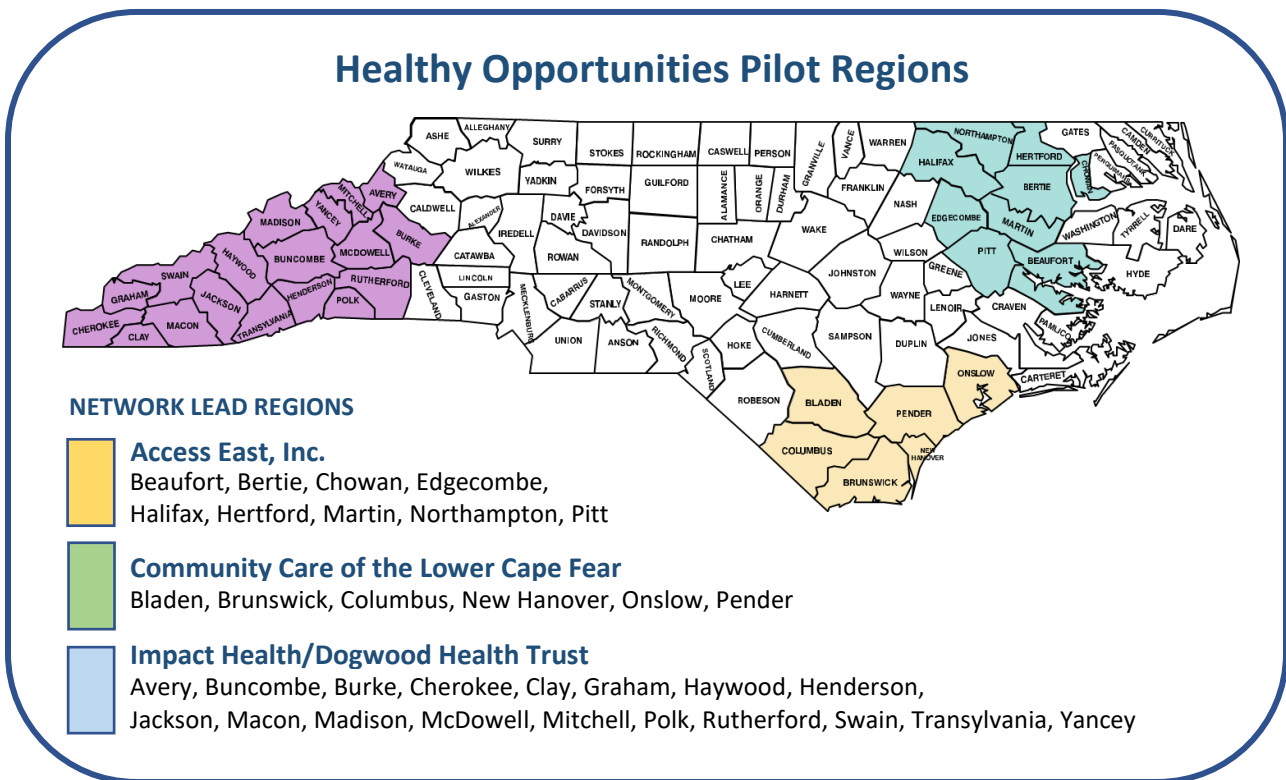 Healthy Opportunities Pilot Regions
ALLEGHANY
ASHE
SURRY
STOKES
ROCKINGHAM
CASWELL
PERSON
GRANVILLE
VANCE
WARREN
NORTHAMPTON
GATES
CURRITUCK
CAMDEN
PASQUOTANK
PERQUIMANS
CHOWAN
HERTFORD
HALIFAX
BERTIE
WATAUGA
WILKES
YADKIN
FORSYTH
GUILFORD
ALAMANCE
ORANGE
DURHAM
FRANKLIN
NASH
EDGECOMBE
MARTIN
WASHINGTON
TYRRELL
DARE
MITCHELL
AVERY
CALDWELL
ALEXANDER
IREDELL
DAVIE
DAVIDSON
RANDOLPH
CHATHAM
WAKE
WILSON
PITT
BEAUFORT
HYDE
MADISON
YANCEY
BURKE
MCDOWELL
BUNCOMBE
HAYWOOD
CATAWBA
ROWAN
LINCOLN
JOHNSTON
GREENE
SWAIN
RUTHERFORD
CLEVELAND
GASTON
MECKLENBURG
CABARRUS
STANLY
MONTGOMERY
MOORE
LEE
HARNETT
WAYNE
LENOIR
CRAVEN
PAMLICO
GRAHAM
JACKSON
HENDERSON
POLK
TRANSYLVANIA
CHEROKEE
MACON
CLAY
UNION
ANSON
RICHMOND
SCOTLAND
HOKE
CUMBERLAND
SAMPSON
DUPLIN
JONES
CARTERET
ONSLOW
ROBESON
BLADEN
PENDER
COLUMBUS
NEW
HANOVER
BRUNSWICK
NETWORK LEAD REGIONS
Access East, Inc.
Beaufort, Bertie, Chowan, Edgecombe,
Halifax, Hertford, Martin, Northampton, Pitt
Community Care of the Lower Cape Fear
Bladen, Brunswick, Columbus, New Hanover, Onslow, Pender
Impact Health/Dogwood Health Trust
Avery, Buncombe, Burke, Cherokee, Clay, Graham, Haywood, Henderson,
Jackson, Macon, Madison, McDowell, Mitchell, Polk, Rutherford, Swain, Transylvania, Yancey